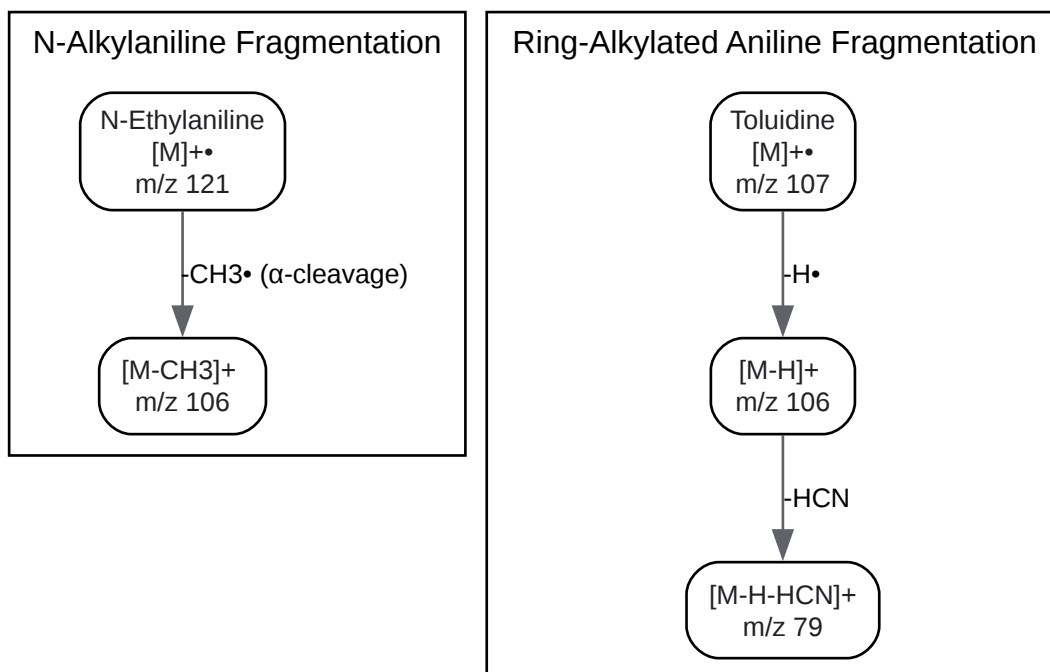 N-Alkylaniline Fragmentation
N-Ethylaniline
[M]+•
m/z 121
-CH3• (α-cleavage)
[M-CH3]+
m/z 106
Ring-Alkylated Aniline Fragmentation
Toluidine
[M]+•
m/z 107
-H•
[M-H]+
m/z 106
-HCN
[M-H-HCN]+
m/z 79